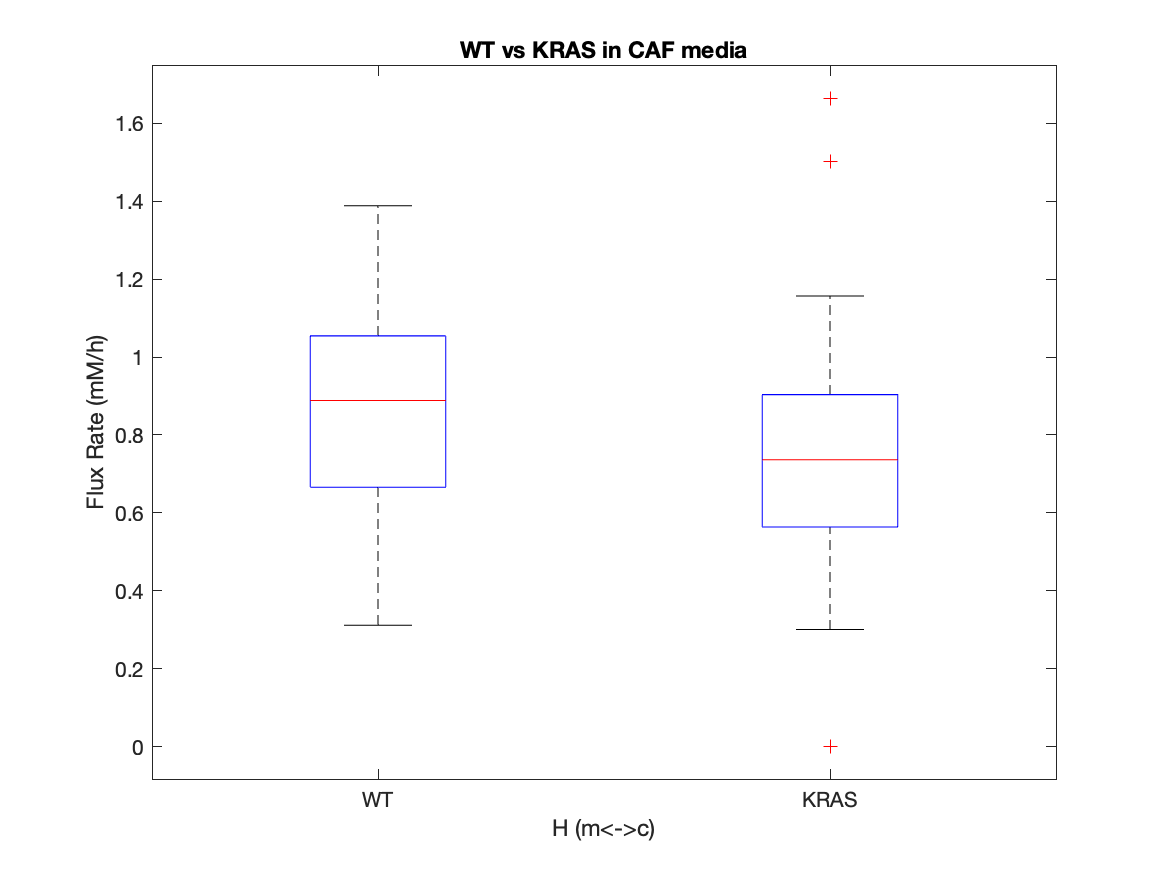 WT vs KRAS in CAF media
1.6
1.4
1.2
1
0.8
0.6
0.4
0.2
0
Flux Rate (mM/h)
WT KRAS
H (m<->c)